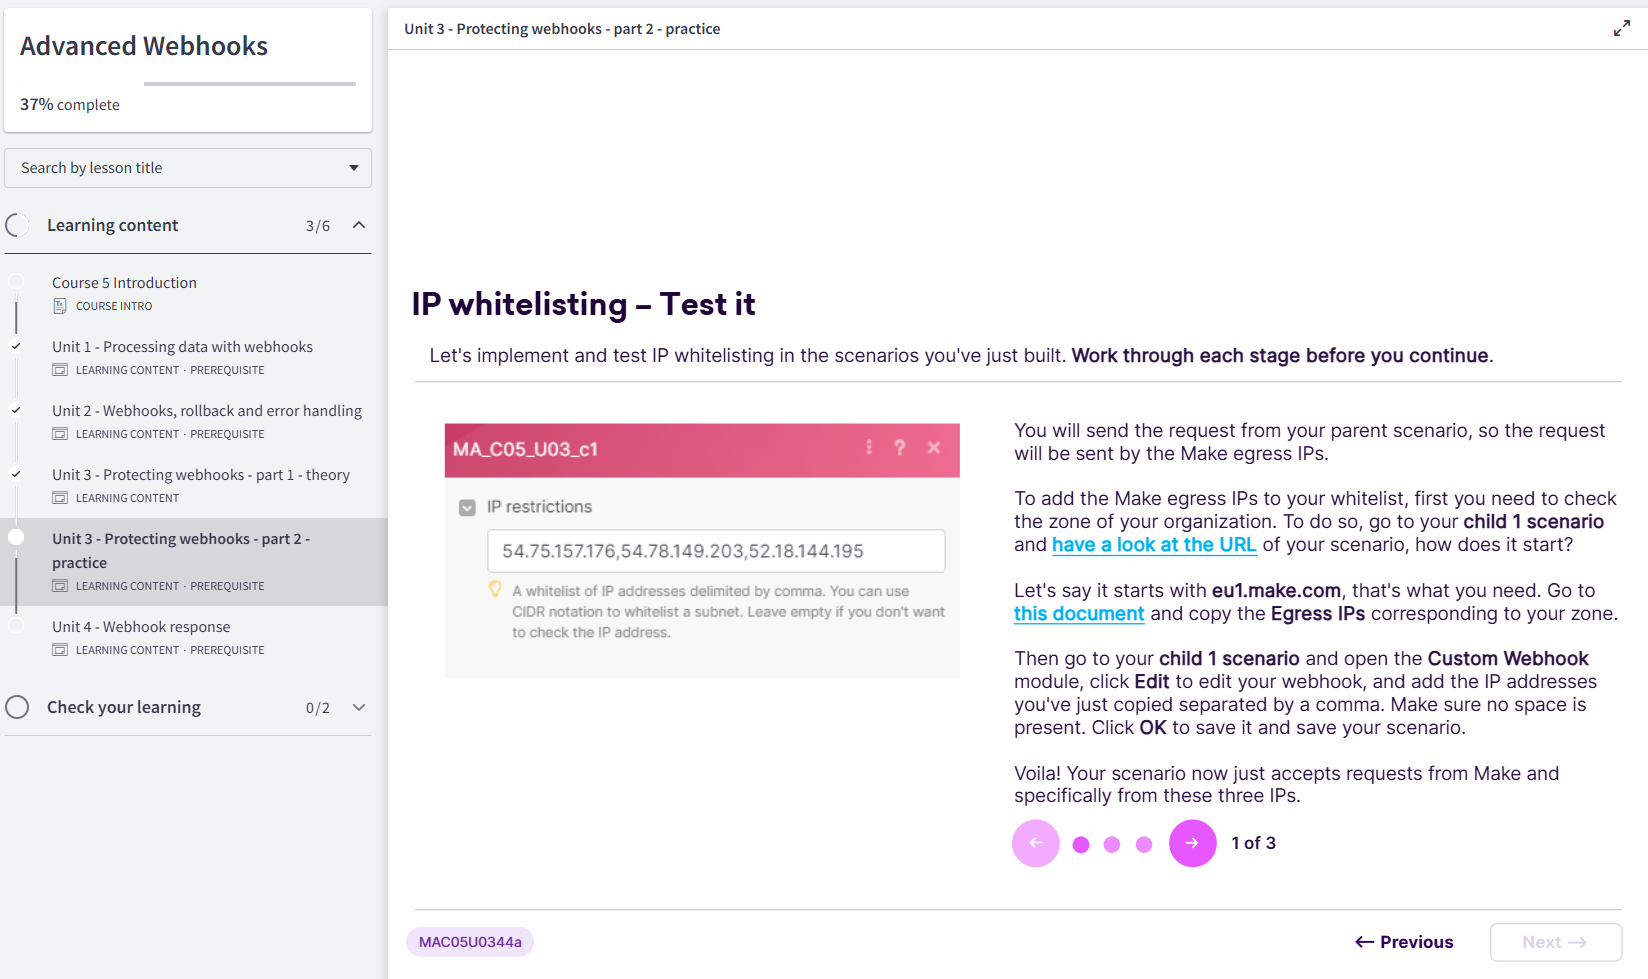 Advanced Webhooks
37% complete
Search by lesson title
Learning content 3/6
Course 5 Introduction
COURSE INTRO
Unit 1 - Processing data with webhooks
LEARNING CONTENT · PREREQUISITE
Unit 2 - Webhooks, rollback and error handling
LEARNING CONTENT · PREREQUISITE
Unit 3 - Protecting webhooks - part 1 - theory
LEARNING CONTENT
Unit 3 - Protecting webhooks - part 2 -
practice
LEARNING CONTENT · PREREQUISITE
Unit 4 - Webhook response
LEARNING CONTENT · PREREQUISITE
Check your learning 0/2
Unit 3 - Protecting webhooks - part 2 - practice
IP whitelisting – Test it
Let's implement and test IP whitelisting in the scenarios you've just built. Work through each stage before you continue.
MA_C05_U03_c1
IP restrictions
54.75.157.176,54.78.149.203,52.18.144.195
A whitelist of IP addresses delimited by comma. You can use
CIDR notation to whitelist a subnet. Leave empty if you don't want
to check the IP address.
You will send the request from your parent scenario, so the request
will be sent by the Make egress IPs.
To add the Make egress IPs to your whitelist, first you need to check
the zone of your organization. To do so, go to your child 1 scenario
and have a look at the URL of your scenario, how does it start?
Let's say it starts with eu1.make.com, that's what you need. Go to
this document and copy the Egress IPs corresponding to your zone.
Then go to your child 1 scenario and open the Custom Webhook
module, click Edit to edit your webhook, and add the IP addresses
you've just copied separated by a comma. Make sure no space is
present. Click OK to save it and save your scenario.
Voila! Your scenario now just accepts requests from Make and
specifically from these three IPs.
1 of 3
MAC05U0344a
← Previous
Next →